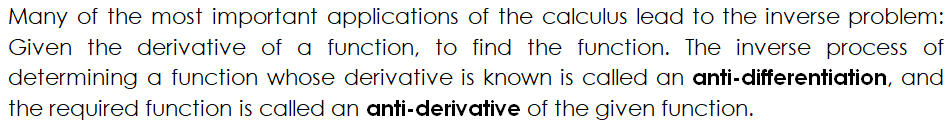 Many of the most important applications of the calculus lead to the inverse problem:
Given the derivative of a function, to find the function. The inverse process of
determining a function whose derivative is known is called an anti-differentiation, and
the required function is called an anti-derivative of the given function.